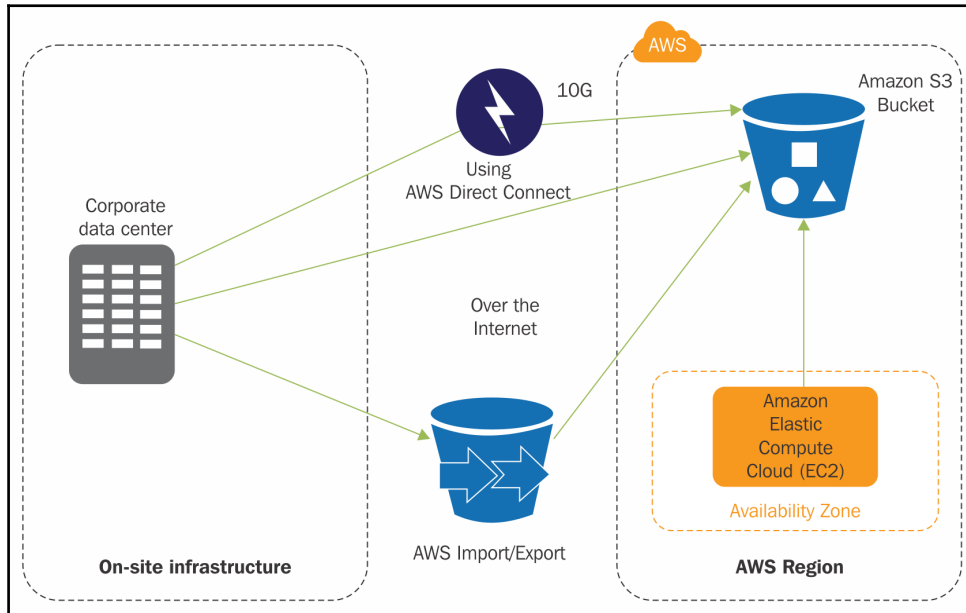 AWS
10G
Amazon S3
Bucket
Using
AWS Direct Connect
Corporate
data center
Over the
Internet
Amazon
Elastic
Compute
Cloud (EC2)
Availability Zone
AWS Import/Export
On-site infrastructure
AWS Region